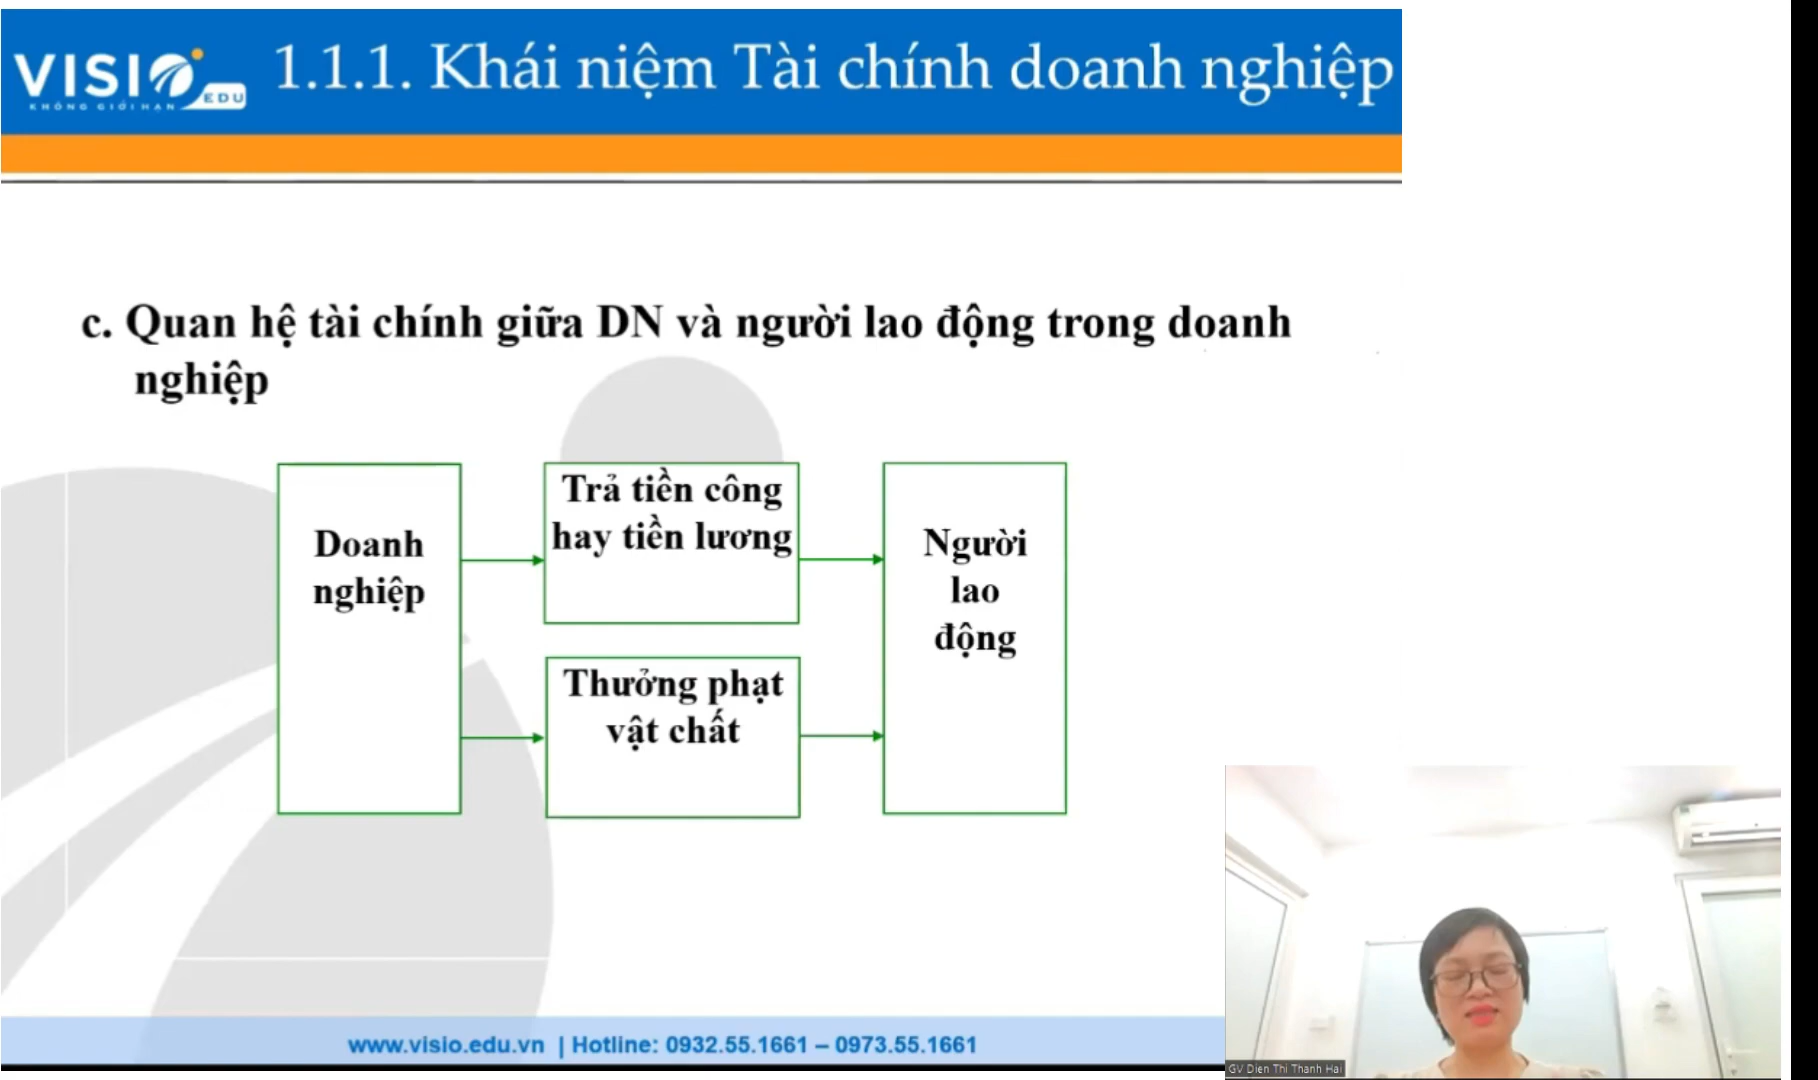 VISIO EDU
KHÔNG GIỚI HẠN
1.1.1. Khái niệm Tài chính doanh nghiệp
c. Quan hệ tài chính giữa DN và người lao động trong doanh
nghiệp
Doanh
nghiệp
Trả tiền công
hay tiền lương
Thưởng phạt
vật chất
Người
lao
động
www.visio.edu.vn | Hotline: 0932.55.1661 – 0973.55.1661
GV Dien Thi Thanh Hai